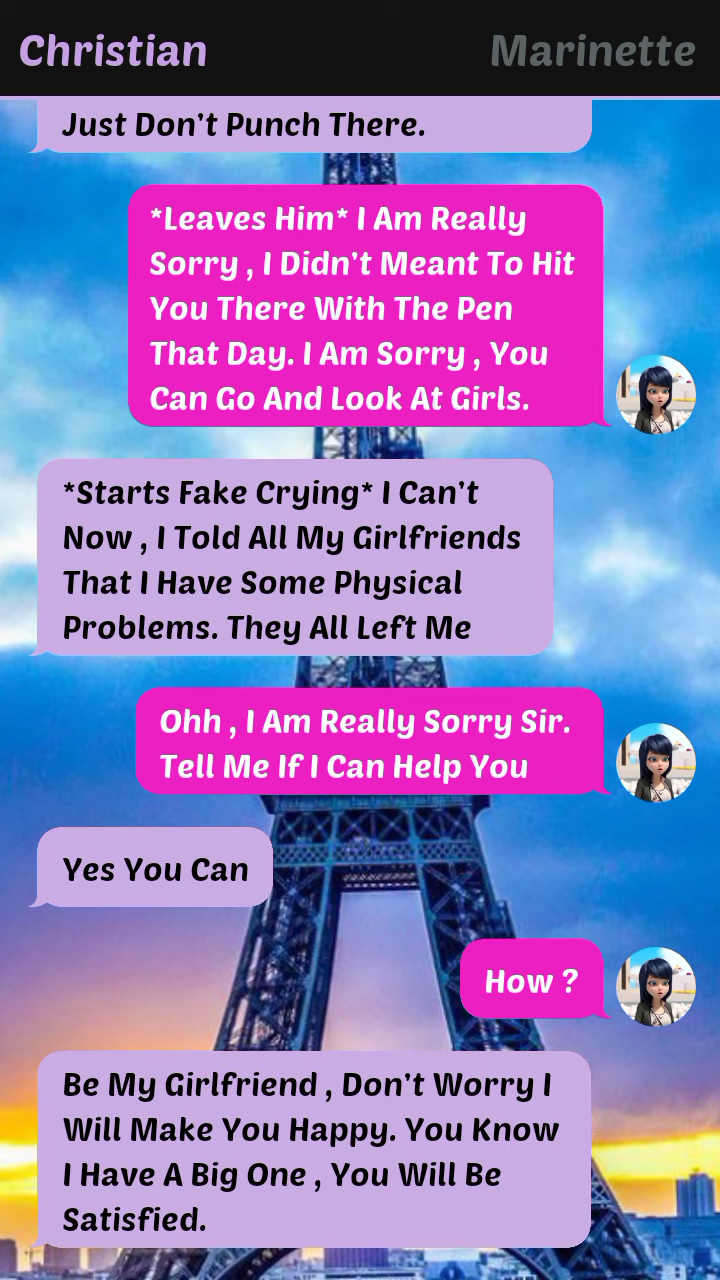 Christian
Marinette
Just Don't Punch There.
*Leaves Him* I Am Really
Sorry , I Didn't Meant To Hit
You There With The Pen
That Day. I Am Sorry , You
Can Go And Look At Girls.
*Starts Fake Crying* I Can't
Now , I Told All My Girlfriends
That I Have Some Physical
Problems. They All Left Me
Ohh , I Am Really Sorry Sir.
Tell Me If I Can Help You
Yes You Can
How ?
Be My Girlfriend , Don't Worry I
Will Make You Happy. You Know
I Have A Big One , You Will Be
Satisfied.